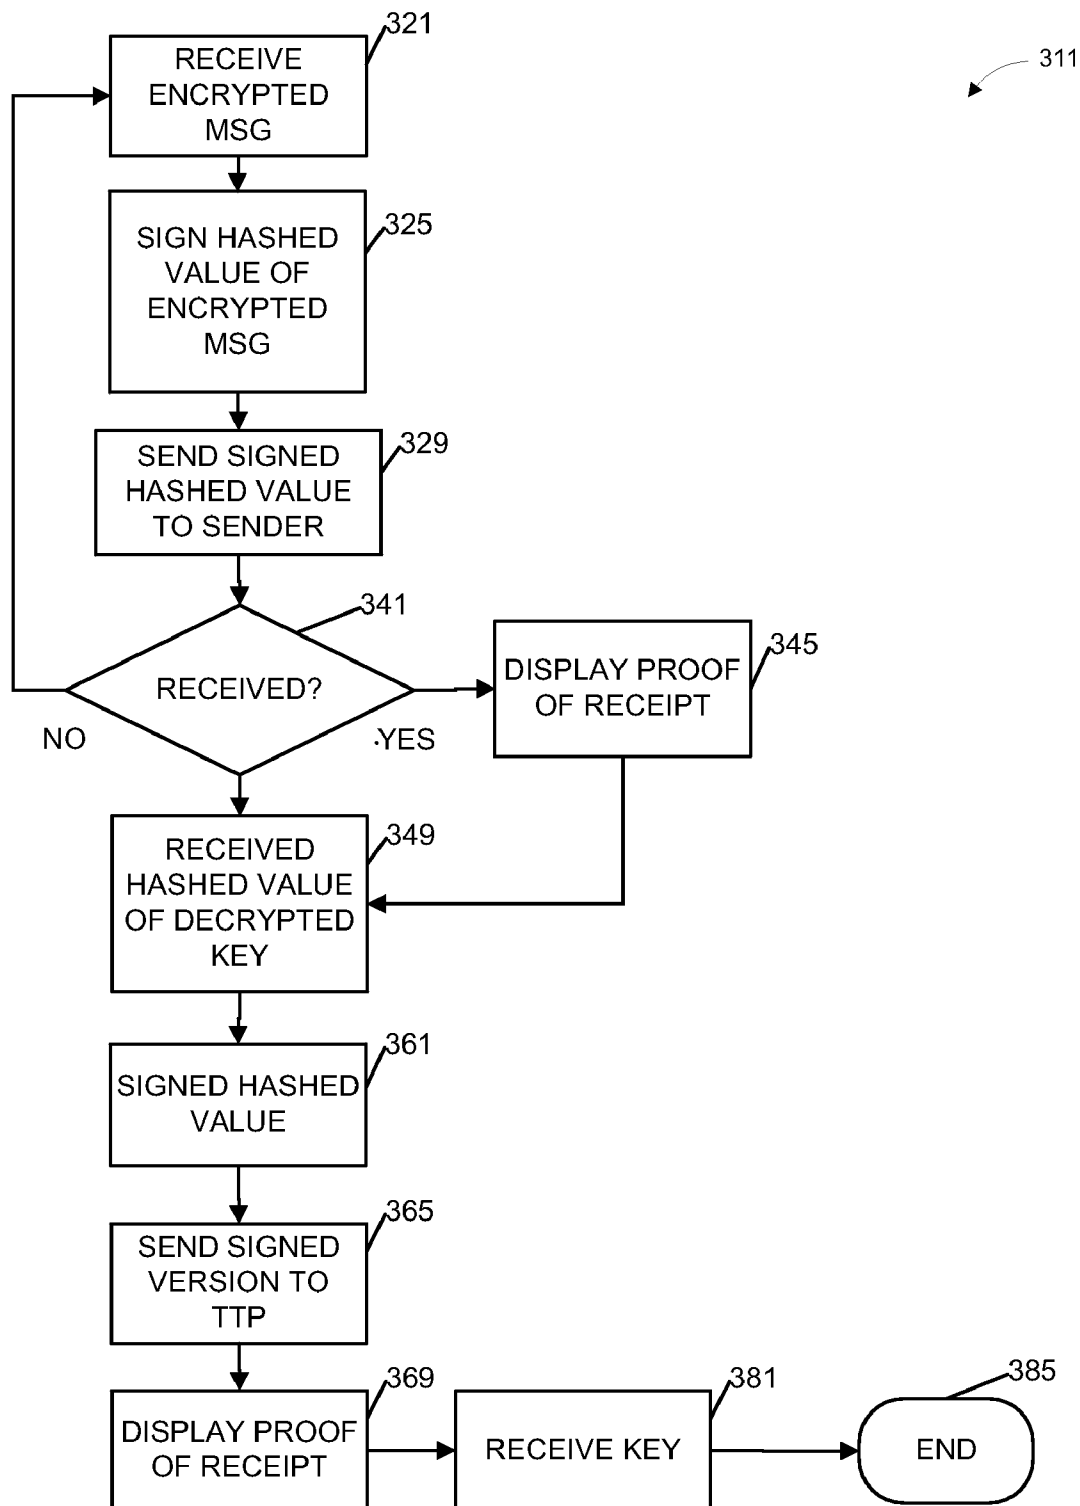 321
311
RECEIVE
ENCRYPTED
MSG
325
SIGN HASHED
VALUE OF
ENCRYPTED
MSG
329
SEND SIGNED
HASHED VALUE
TO SENDER
341
RECEIVED?
NO
YES
345
DISPLAY PROOF
OF RECEIPT
349
RECEIVED
HASHED VALUE
OF DECRYPTED
KEY
361
SIGNED HASHED
VALUE
365
SEND SIGNED
VERSION TO
TTP
369
DISPLAY PROOF
OF RECEIPT
381
RECEIVE KEY
385
END